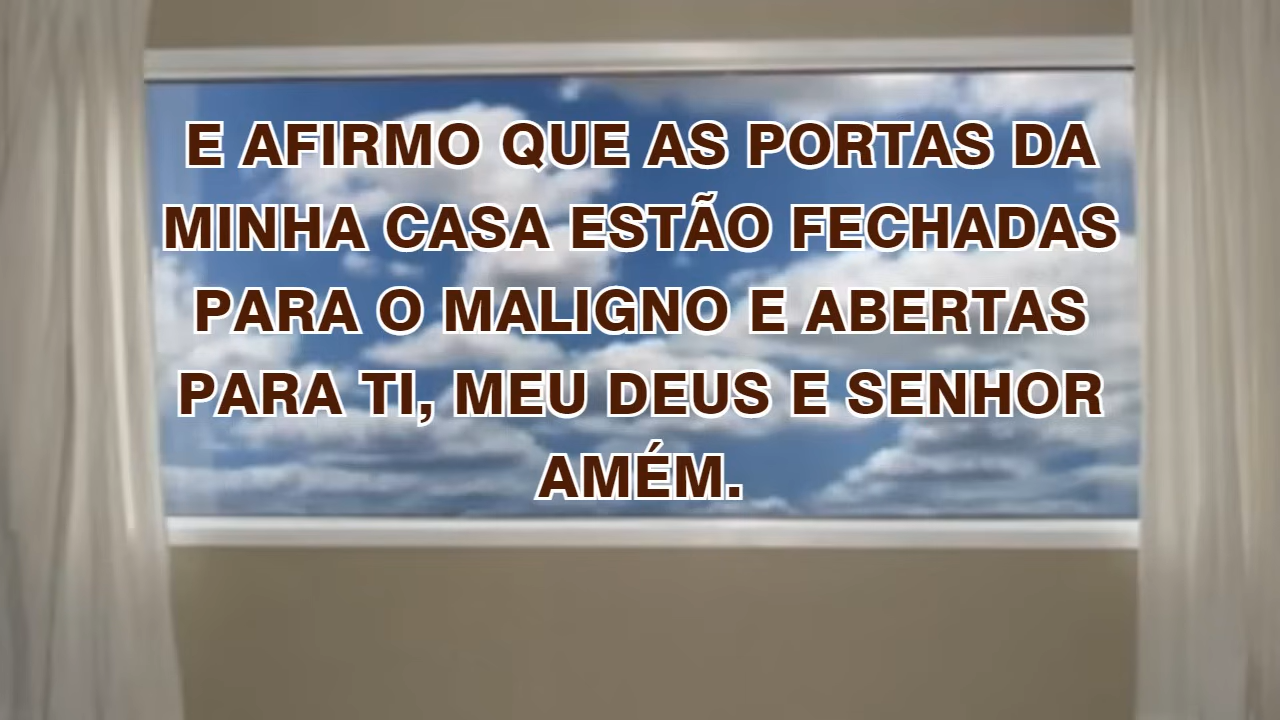 E AFIRMO QUE AS PORTAS DA
MINHA CASA ESTÃO FECHADAS
PARA O MALIGNO E ABERTAS
PARA TI, MEU DEUS E SENHOR
AMÉM.